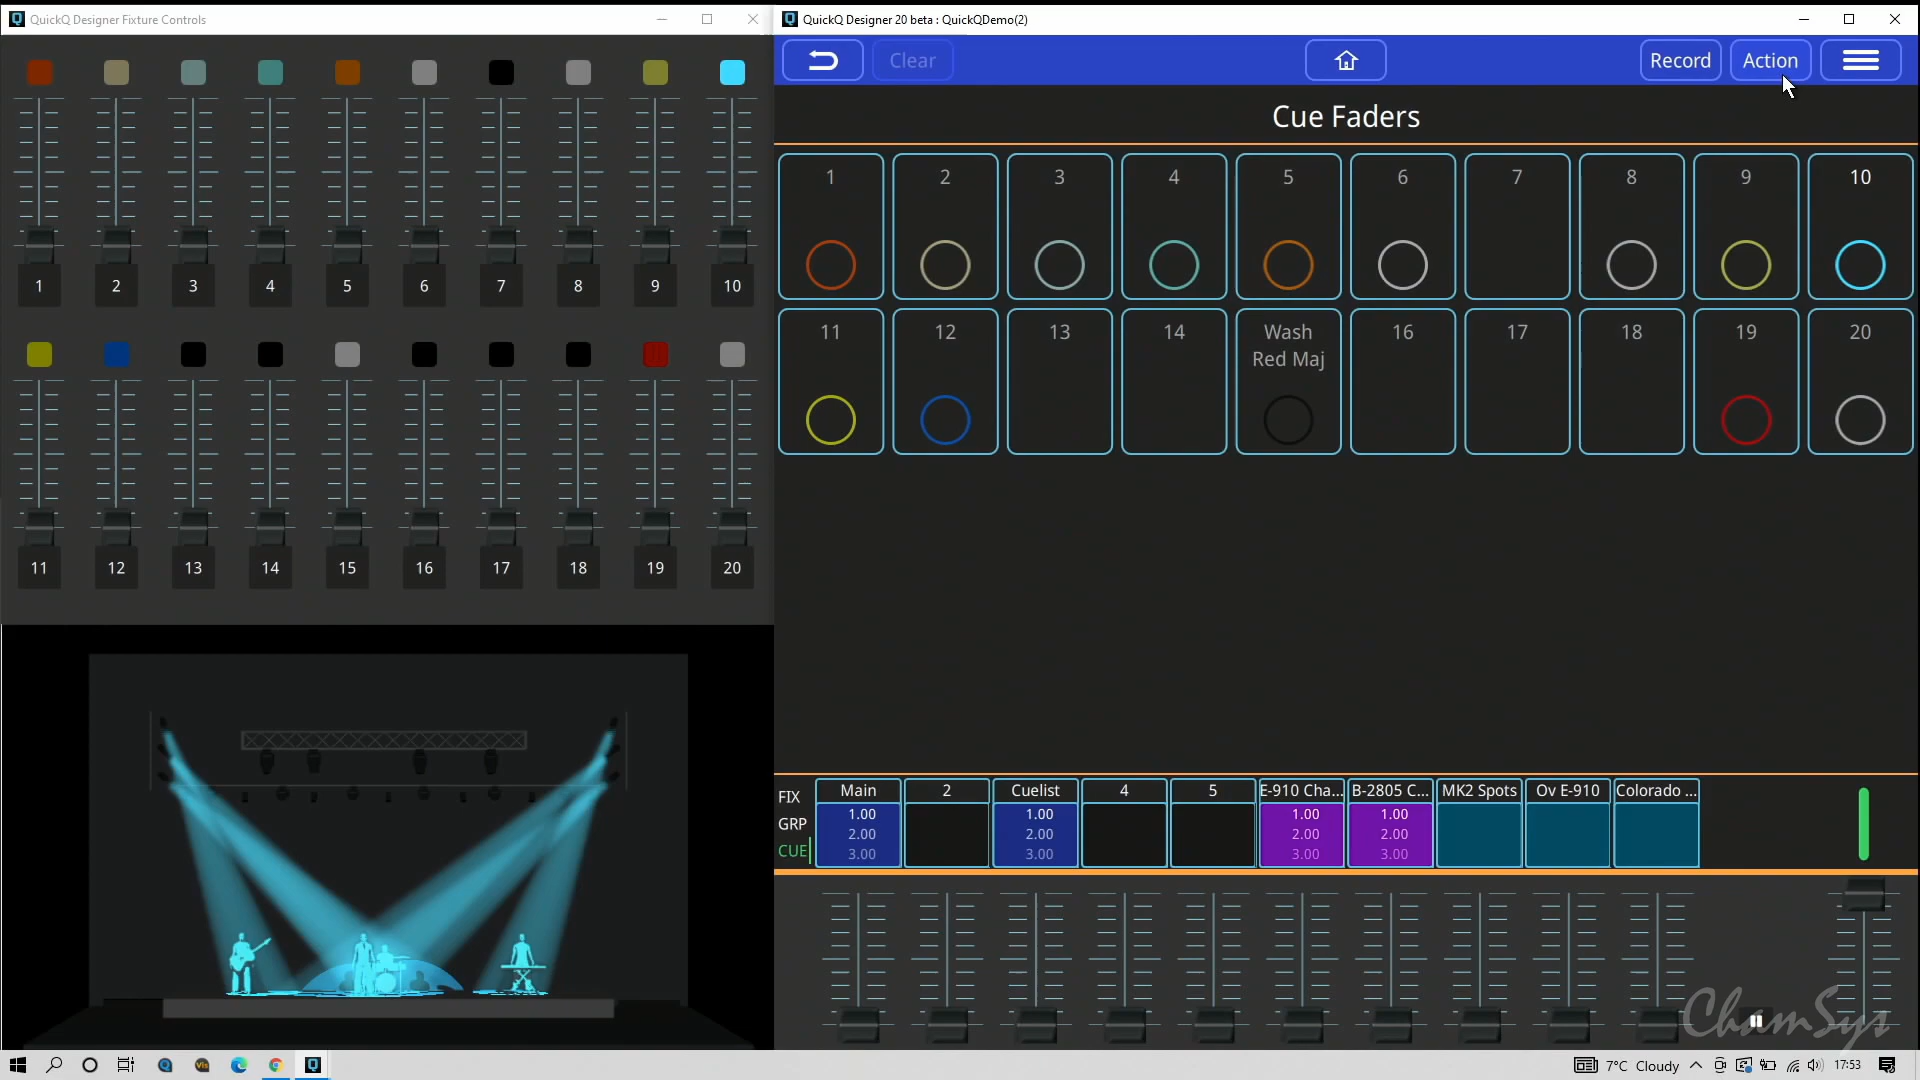 QuickQ Designer Fixture Controls
QuickQ Designer 20 beta : QuickQDemo(2)
Clear
Record
Action
Cue Faders
1 2 3 4 5 6 7 8 9 10
11 12 13 14 15 16 17 18 19 20
1 2 3 4 5 6 7 8 9 10
11 12 13 14 Wash 16 17 18 19 20
Red Maj
FIX
GRP
CUE
Main 2 Cuelist 4 5 E-910 Cha... B-2805 C... MK2 Spots Ov E-910 Colorado ...
1.00 1.00 1.00 1.00
2.00 2.00 2.00 2.00
3.00 3.00 3.00 3.00
ChamSys
Vis
7°C Cloudy
17:53